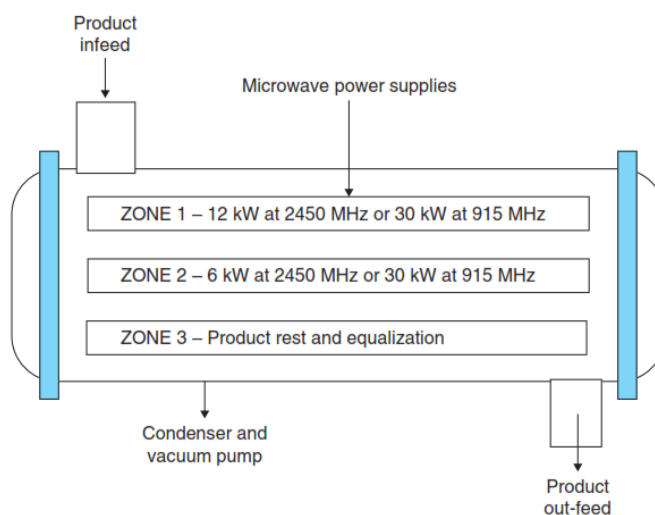 Product
infeed
Microwave power supplies
ZONE 1 – 12 kW at 2450 MHz or 30 kW at 915 MHz
ZONE 2 – 6 kW at 2450 MHz or 30 kW at 915 MHz
ZONE 3 – Product rest and equalization
Condenser and
vacuum pump
Product
out-feed